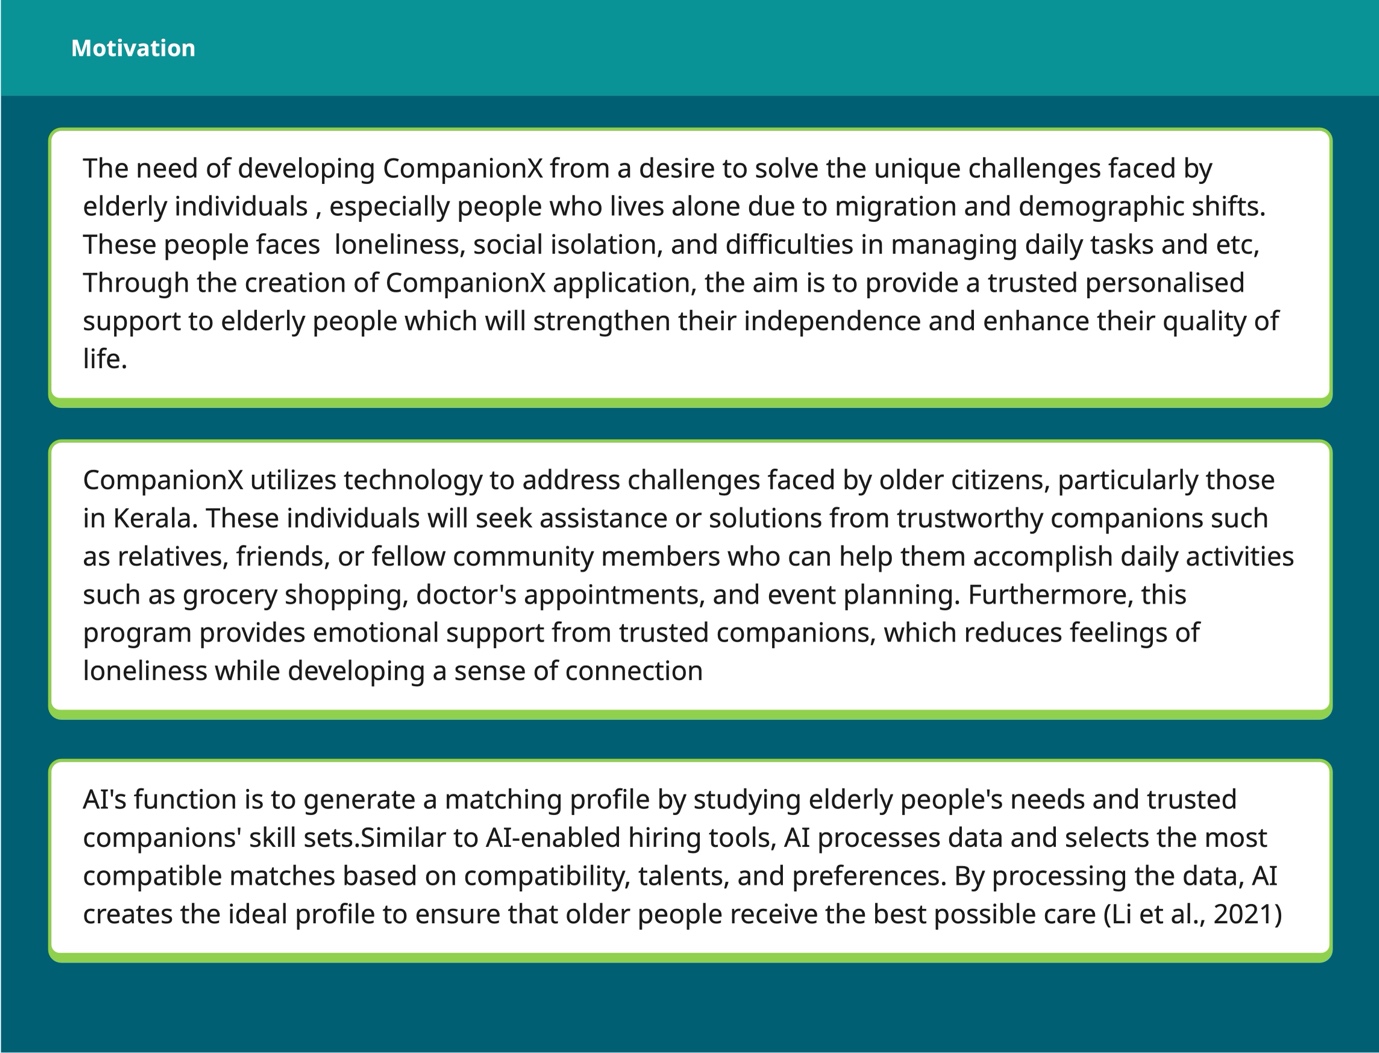 Motivation
The need of developing CompanionX from a desire to solve the unique challenges faced by
elderly individuals , especially people who lives alone due to migration and demographic shifts.
These people faces  loneliness, social isolation, and difficulties in managing daily tasks and etc,
Through the creation of CompanionX application, the aim is to provide a trusted personalised
support to elderly people which will strengthen their independence and enhance their quality of
life.
CompanionX utilizes technology to address challenges faced by older citizens, particularly those
in Kerala. These individuals will seek assistance or solutions from trustworthy companions such
as relatives, friends, or fellow community members who can help them accomplish daily activities
such as grocery shopping, doctor's appointments, and event planning. Furthermore, this
program provides emotional support from trusted companions, which reduces feelings of
loneliness while developing a sense of connection
AI's function is to generate a matching profile by studying elderly people's needs and trusted
companions' skill sets.Similar to AI-enabled hiring tools, AI processes data and selects the most
compatible matches based on compatibility, talents, and preferences. By processing the data, AI
creates the ideal profile to ensure that older people receive the best possible care (Li et al., 2021)